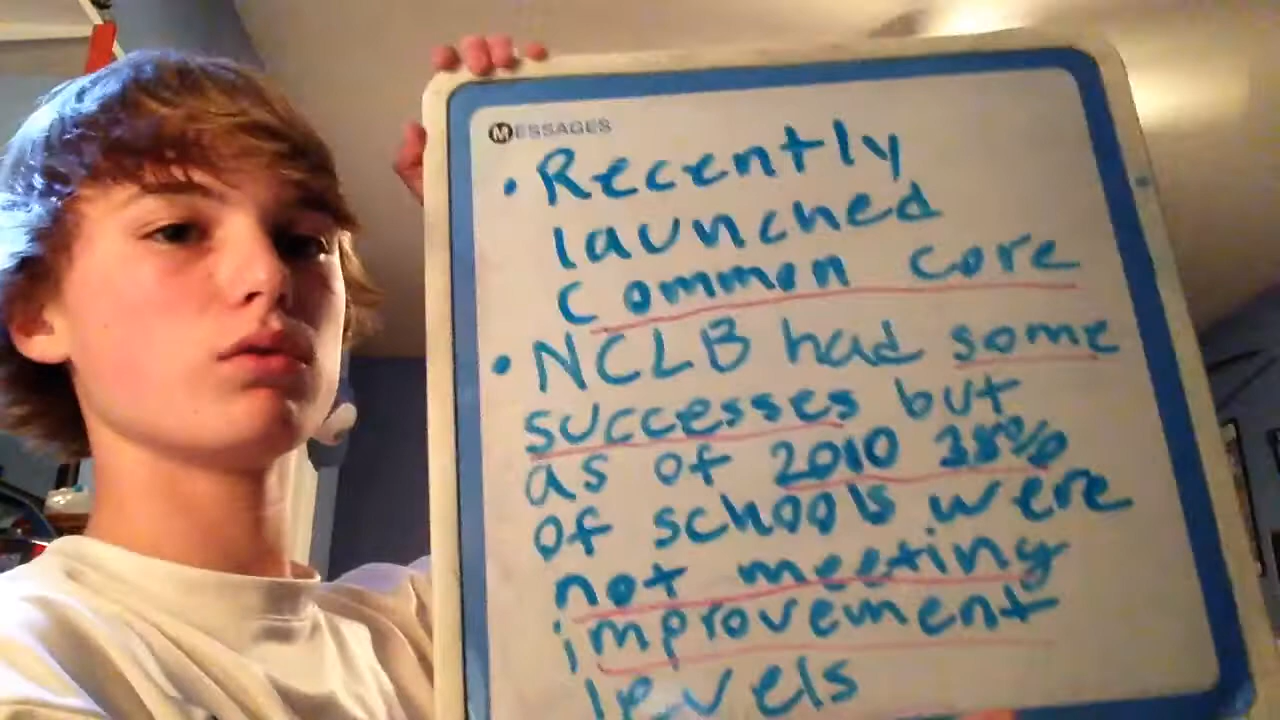 MESSAGES
• Recently
launched
common core
• NCLB had some
successes but
as of 2010 38%
of schools were
not meeting
improvement
levels